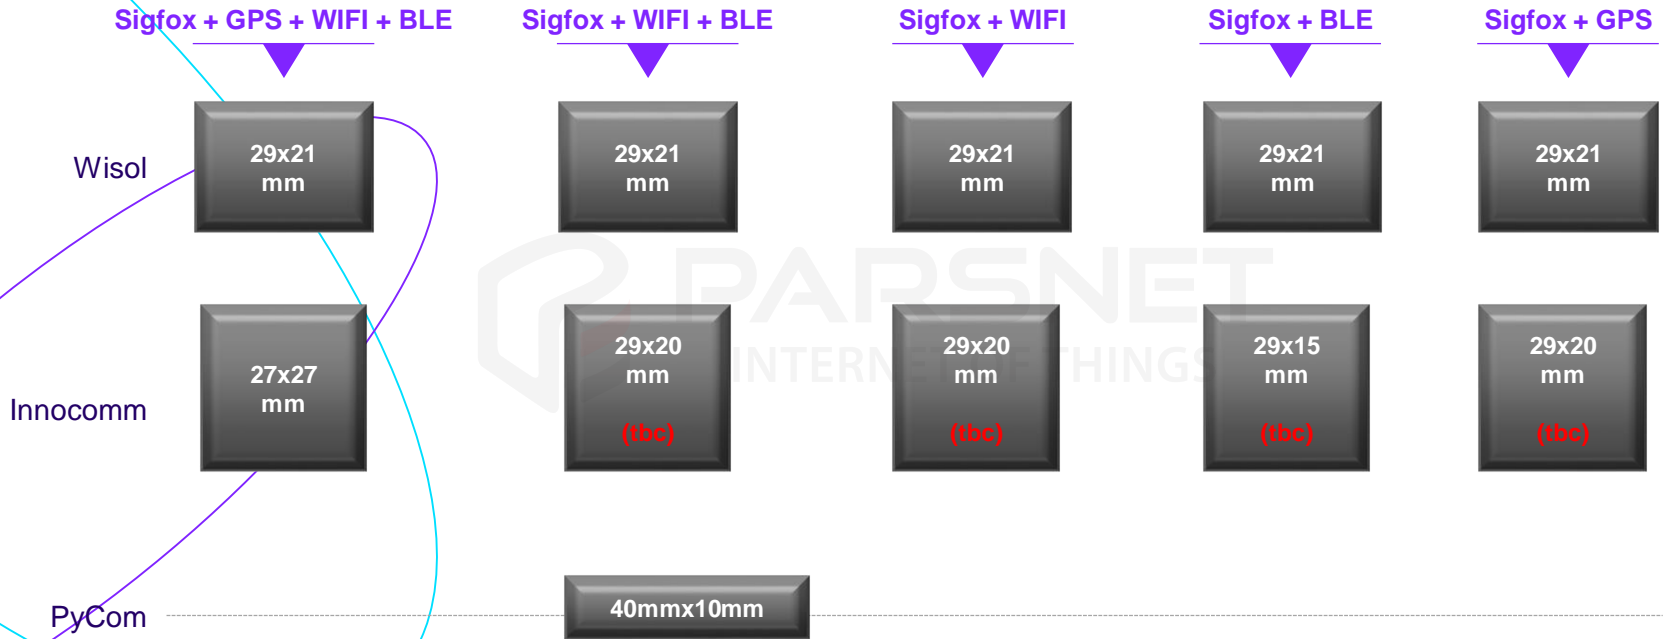 Sigfox + GPS + WIFI + BLE
Sigfox + WIFI + BLE
Sigfox + WIFI
Sigfox + BLE
Sigfox + GPS
Wisol
29x21
mm
29x21
mm
29x21
mm
29x21
mm
29x21
mm
PARSNET
INTERNET OF THINGS
Innocomm
27x27
mm
29x20
mm
(tbc)
29x20
mm
(tbc)
29x15
mm
(tbc)
29x20
mm
(tbc)
PyCom
40mmx10mm